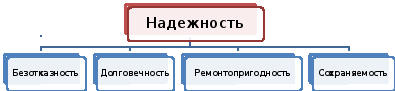 Надежность
Безотказность
Долговечность
Ремонтопригодность
Сохраняемость